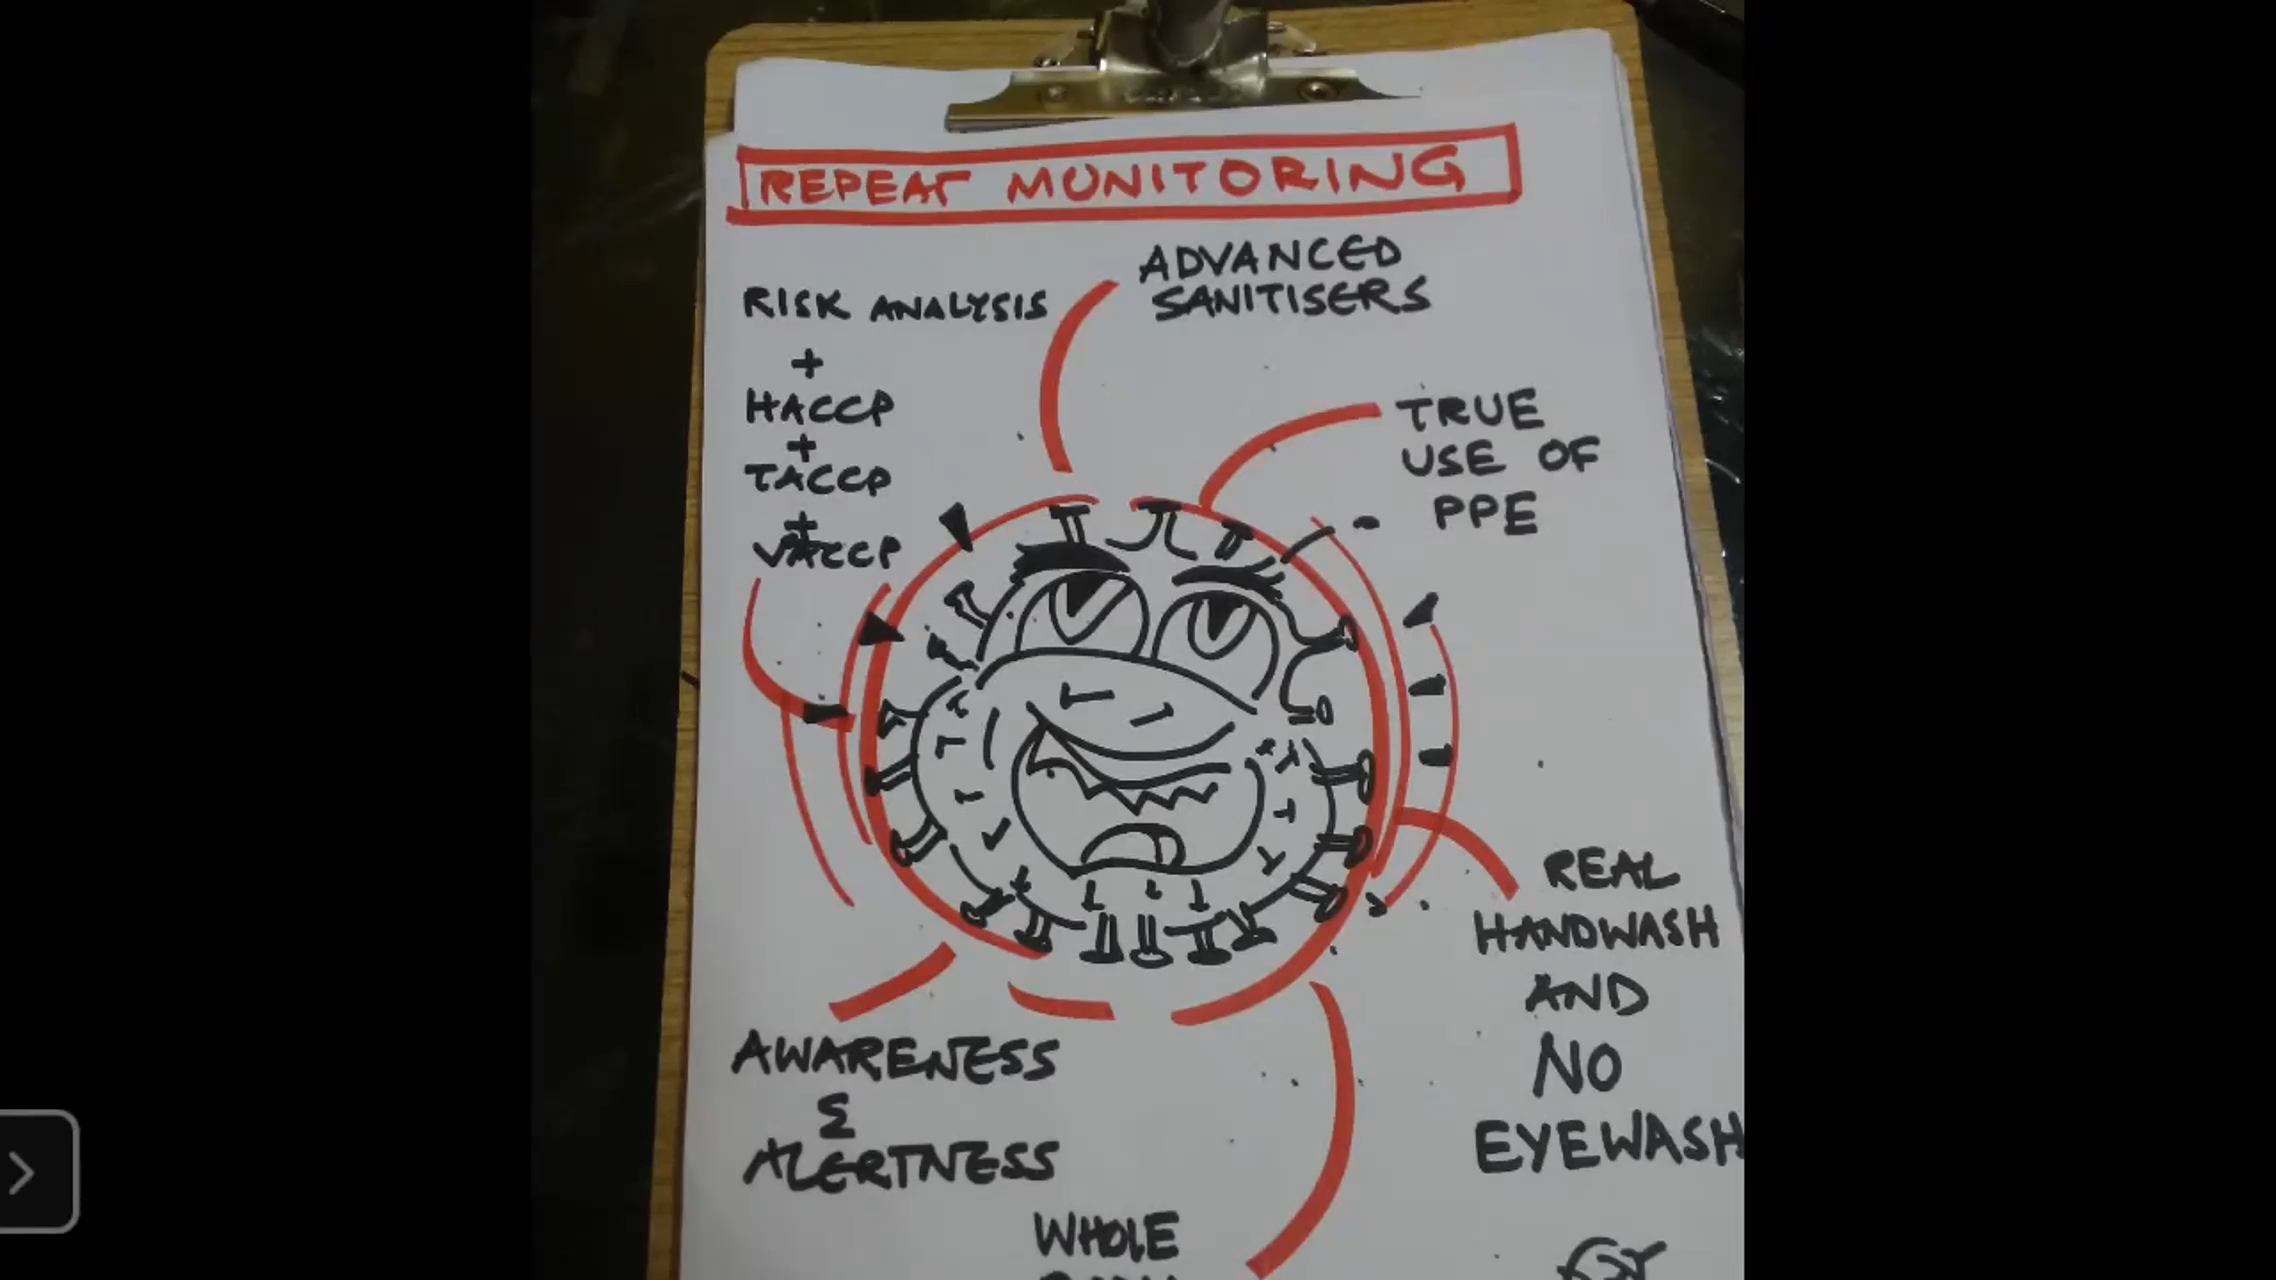 REPEAT MUNITORING
RISK ANALYSIS
+
HACCP
+
TACCP
+
VACCP
ADVANCED
SANITISERS
TRUE
USE OF
PPE
REAL
HANDWASH
AND
NO
EYEWASH
AWARENESS
&
ALERTNESS
WHOLE